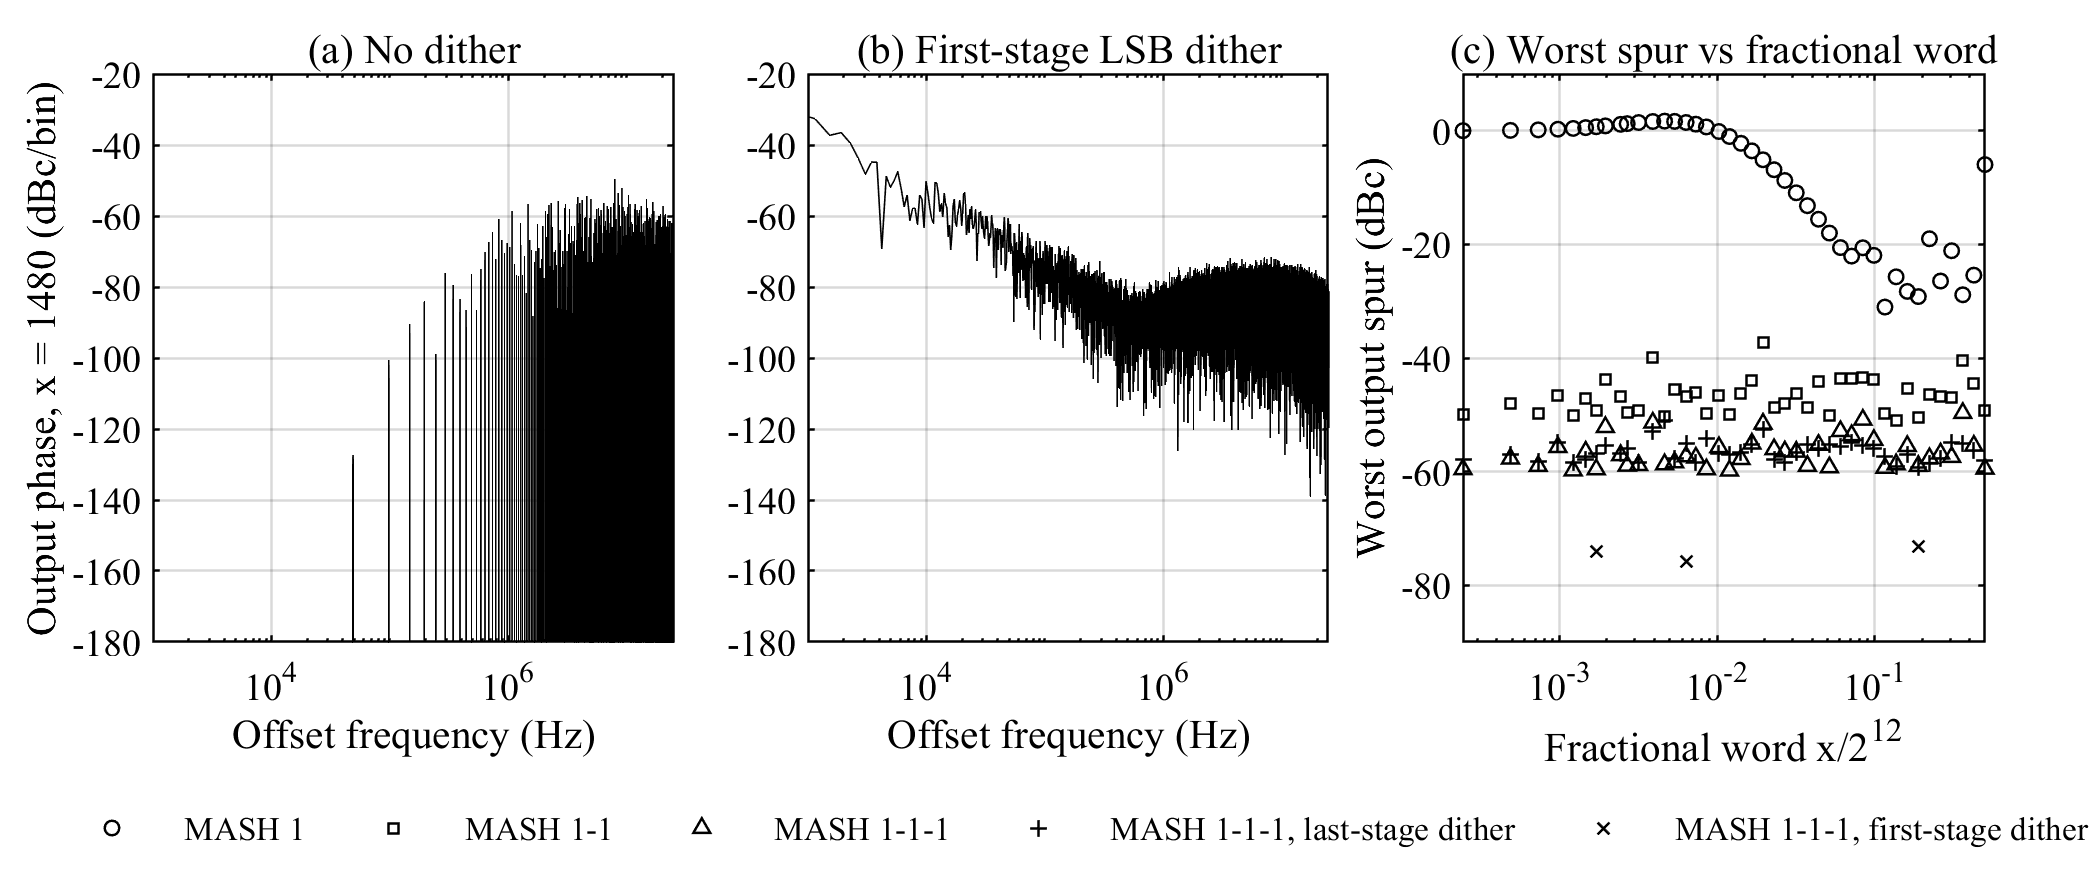 (a) No dither
(b) First-stage LSB dither
(c) Worst spur vs fractional word
Output phase, x = 1480 (dBc/bin)
-20
-40
-60
-80
-100
-120
-140
-160
-180
10^4
10^6
Offset frequency (Hz)
-20
-40
-60
-80
-100
-120
-140
-160
-180
10^4
10^6
Offset frequency (Hz)
Worst output spur (dBc)
0
-20
-40
-60
-80
10^-3
10^-2
10^-1
Fractional word x/2^12
MASH 1
MASH 1-1
MASH 1-1-1
MASH 1-1-1, last-stage dither
MASH 1-1-1, first-stage dither